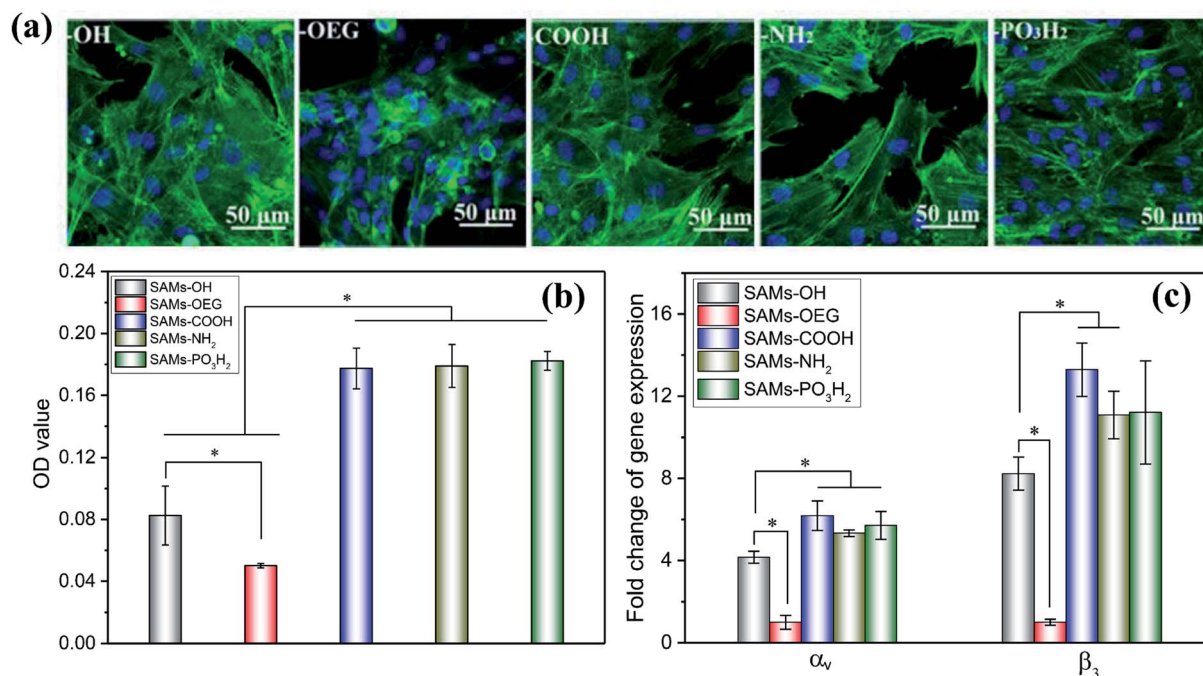 (a)
-OH
-OEG
-COOH
-NH₂
-PO₃H₂
50 µm
50 µm
50 µm
50 µm
50 µm
(b)
OD value
0.24
0.20
0.16
0.12
0.08
0.04
0.00
SAMs-OH
SAMs-OEG
SAMs-COOH
SAMs-NH₂
SAMs-PO₃H₂
*
*
(c)
Fold change of gene expression
16
12
8
4
0
SAMs-OH
SAMs-OEG
SAMs-COOH
SAMs-NH₂
SAMs-PO₃H₂
*
*
*
*
αᵥ
β₃